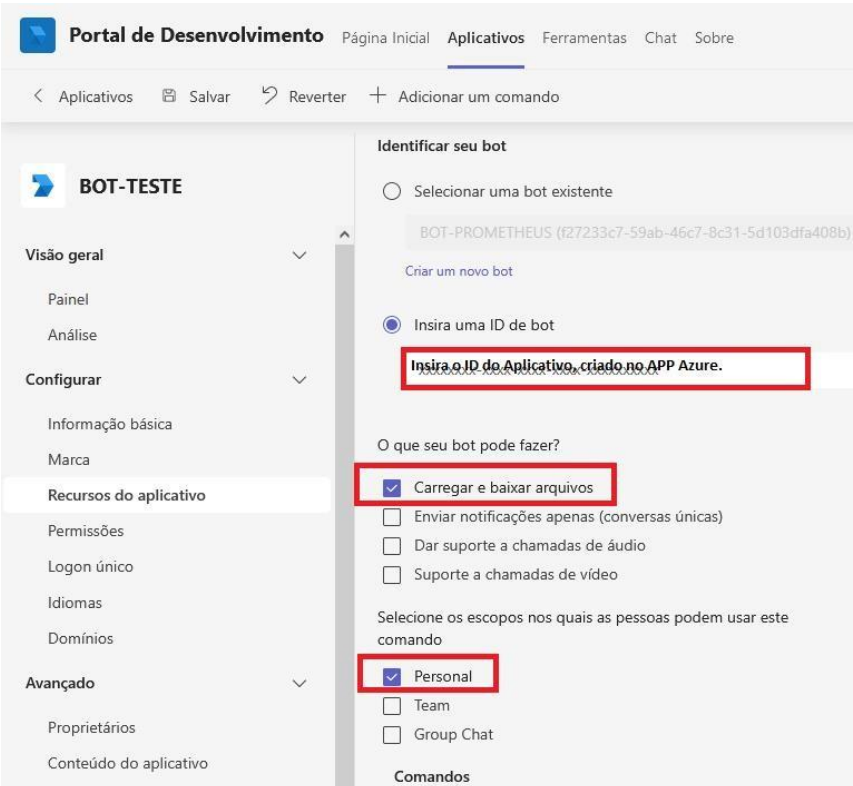 Portal de Desenvolvimento Página Inicial Aplicativos Ferramentas Chat Sobre
Aplicativos Salvar Reverter Adicionar um comando
BOT-TESTE
Visão geral
Painel
Análise
Configurar
Informação básica
Marca
Recursos do aplicativo
Permissões
Logon único
Idiomas
Domínios
Avançado
Proprietários
Conteúdo do aplicativo
Identificar seu bot
Selecionar uma bot existente
BOT-PROMETHEUS (f27233c7-59ab-46c7-8c31-5d103dfa408b)
Criar um novo bot
Insira uma ID de bot
Insira o ID do Aplicativo, criado no APP Azure.
O que seu bot pode fazer?
Carregar e baixar arquivos
Enviar notificações apenas (conversas únicas)
Dar suporte a chamadas de áudio
Suporte a chamadas de vídeo
Selecione os escopos nos quais as pessoas podem usar este
comando
Personal
Team
Group Chat
Comandos